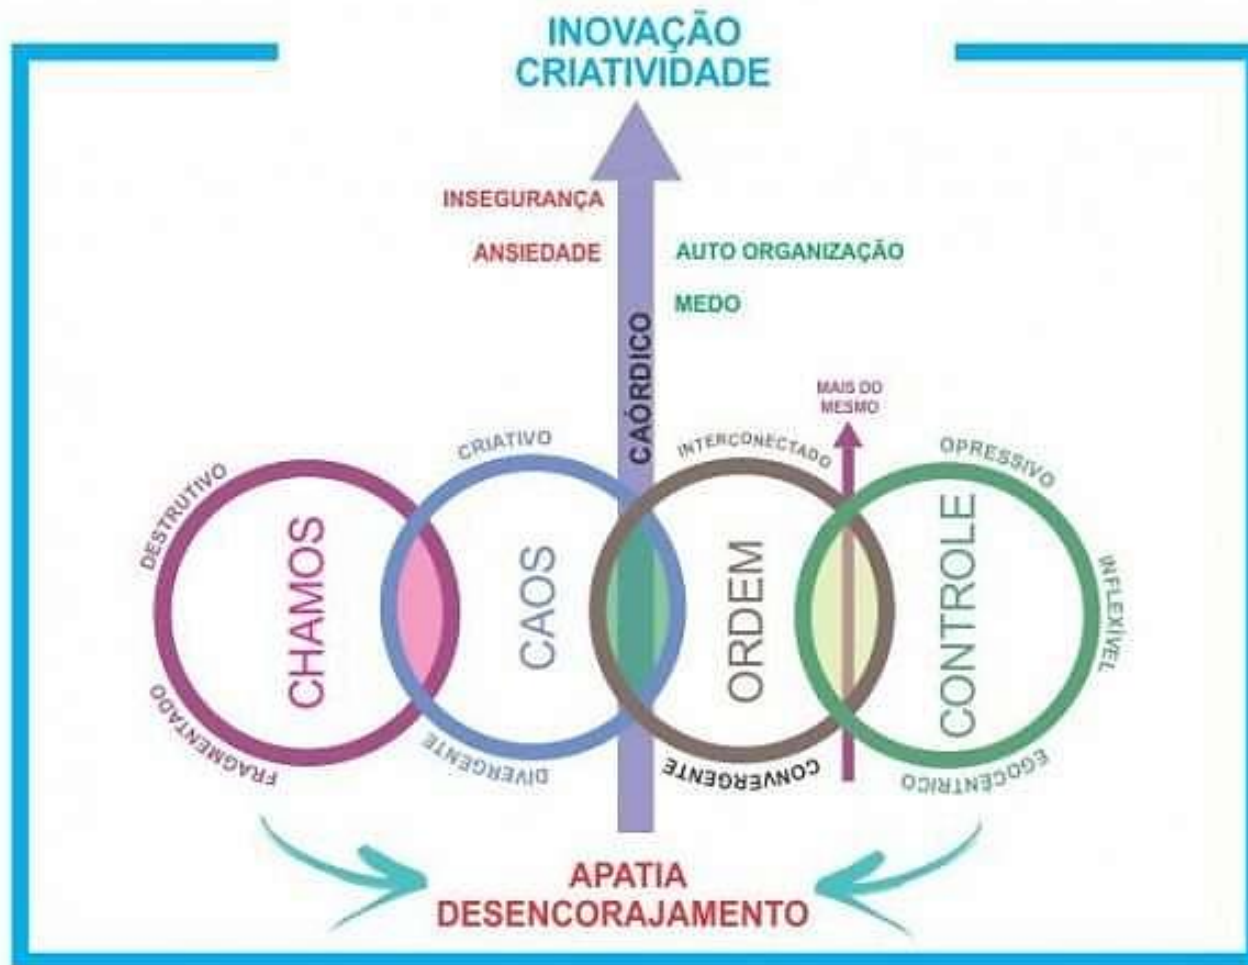 INOVAÇÃO
CRIATIVIDADE
INSEGURANÇA
ANSIEDADE
AUTO ORGANIZAÇÃO
MEDO
CAÓRDICO
MAIS DO
MESMO
DESTRUTIVO
CHAMOS
FRAGMENTADO
CRIATIVO
CAOS
DIVERGENTE
INTERCONECTADO
ORDEM
CONVERGENTE
OPRESSIVO
CONTROLE
INFLEXÍVEL
EGOCÊNTRICO
APATIA
DESENCORAJAMENTO